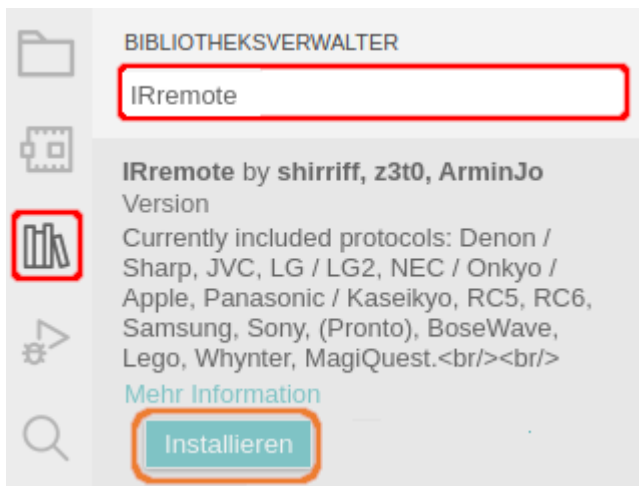 BIBLIOTHEKSVERWALTER
IRremote
IRremote by shirriff, z3t0, ArminJo
Version
Currently included protocols: Denon /
Sharp, JVC, LG / LG2, NEC / Onkyo /
Apple, Panasonic / Kaseikyo, RC5, RC6,
Samsung, Sony, (Pronto), BoseWave,
Lego, Whynter, MagiQuest.<br/><br/>
Mehr Information
Installieren